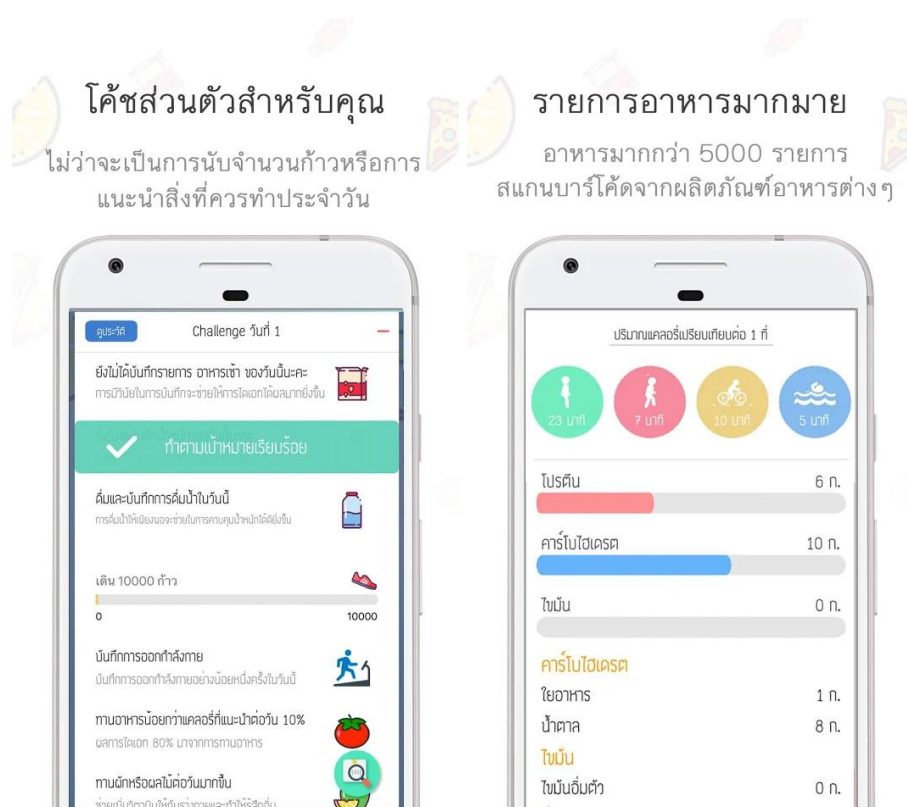 โค้ชส่วนตัวสำหรับคุณ
ไม่ว่าจะเป็นการนับจำนวนก้าวหรือการ
แนะนำสิ่งที่ควรทำประจำวัน
ดูประวัติ
Challenge วันที่ 1
ยังไม่ได้บันทึกรายการ อาหารเช้า ของวันนี้นะคะ
การมีวินัยในการบันทึกจะช่วยให้การไดเอทได้ผลมากยิ่งขึ้น
ทำตามเป้าหมายเรียบร้อย
ดื่มและบันทึกการดื่มน้ำในวันนี้
การดื่มน้ำให้เพียงพอจะช่วยในการควบคุมน้ำหนักได้ดียิ่งขึ้น
เดิน 10000 ก้าว
0
10000
บันทึกการออกกำลังกาย
บันทึกการออกกำลังกายอย่างน้อยหนึ่งครั้งในวันนี้
ทานอาหารน้อยกว่าแคลอรี่ที่แนะนำต่อวัน 10%
ผลการไดเอท 80% มาจากการทานอาหาร
ทานผักหรือผลไม้ต่อวันมากขึ้น
รายการอาหารมากมาย
อาหารมากกว่า 5000 รายการ
สแกนบาร์โค้ดจากผลิตภัณฑ์อาหารต่างๆ
ปริมาณแคลอรี่เปรียบเทียบต่อ 1 ที่
23 นาที
7 นาที
10 นาที
5 นาที
โปรตีน 6 ก.
คาร์โบไฮเดรต 10 ก.
ไขมัน 0 ก.
คาร์โบไฮเดรต
ใยอาหาร 1 ก.
น้ำตาล 8 ก.
ไขมัน
ไขมันอิ่มตัว 0 ก.